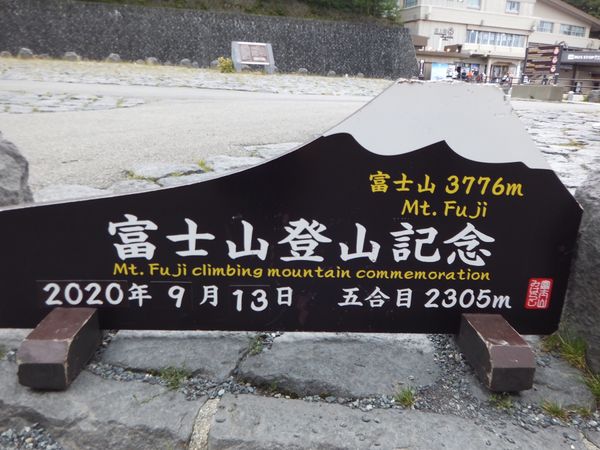 富士山 3776m
Mt. Fuji
富士山登山記念
Mt. Fuji climbing mountain commemoration
2020年 9月13日 五合目 2305m